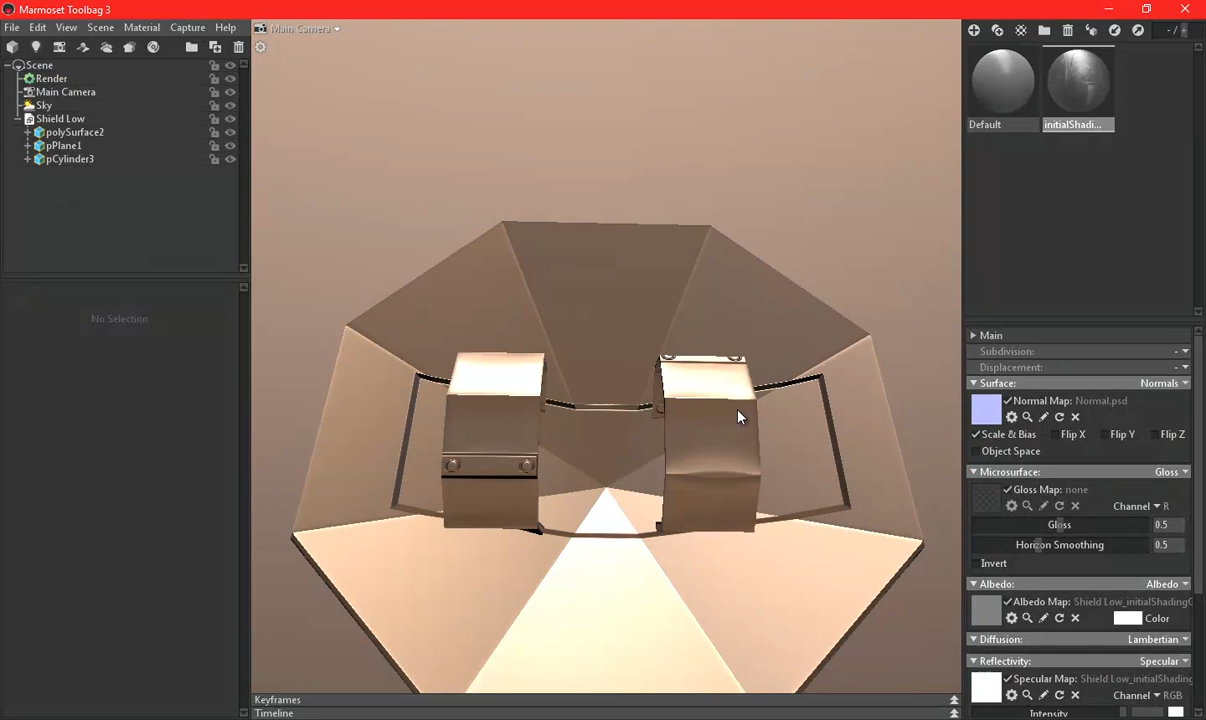 Marmoset Toolbag 3
File Edit View Scene Material Capture Help
Main Camera
- /
Scene
Render
Main Camera
Sky
Shield Low
polySurface2
pPlane1
pCylinder3
No Selection
Default
initialShadi...
Main
Subdivision: -
Displacement: -
Surface: Normals
Normal Map: Normal.psd
Scale & Bias Flip X Flip Y Flip Z
Object Space
Microsurface: Gloss
Gloss Map: none
Channel R
Gloss 0.5
Horizon Smoothing 0.5
Invert
Albedo: Albedo
Albedo Map: Shield Low_initialShadingG
Color
Diffusion: Lambertian
Reflectivity: Specular
Specular Map: Shield Low_initialShading
Channel RGB
Intensity
Keyframes
Timeline